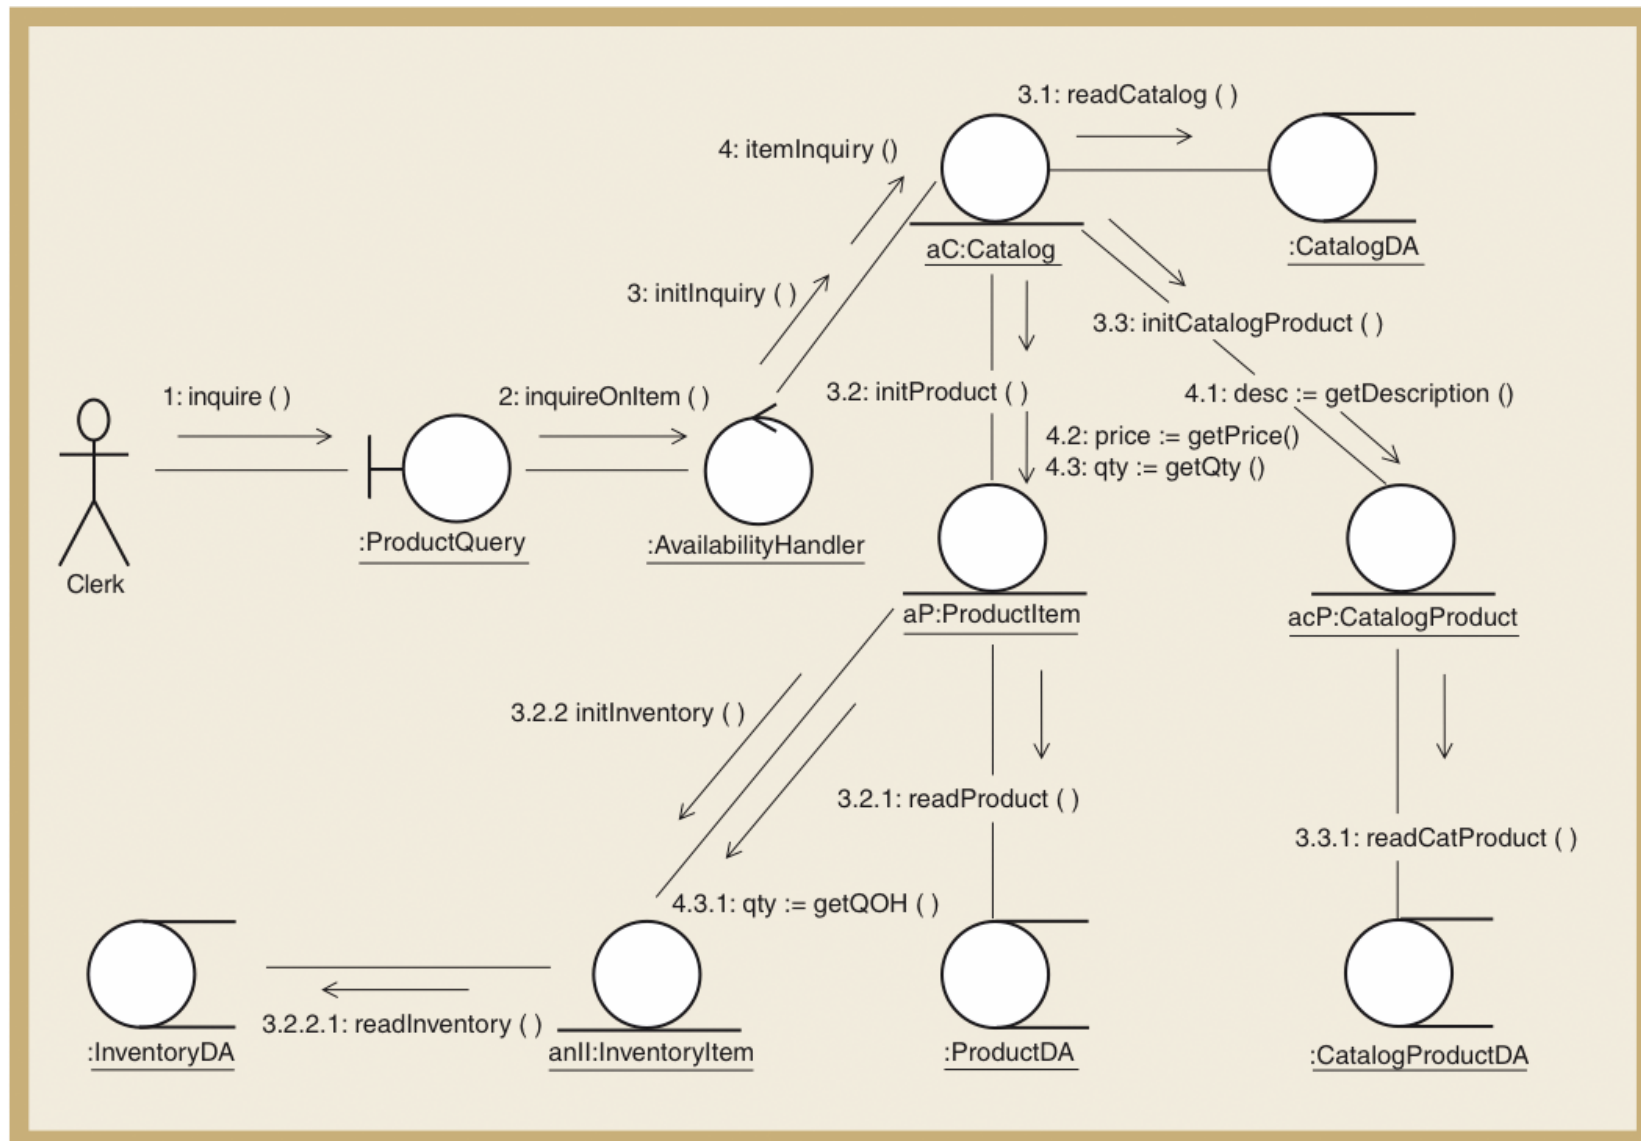 3.1: readCatalog ( )
4: itemInquiry ()
aC:Catalog
:CatalogDA
3: initInquiry ( )
3.3: initCatalogProduct ( )
1: inquire ( )
2: inquireOnItem ( )
3.2: initProduct ( )
4.1: desc := getDescription ()
4.2: price := getPrice()
4.3: qty := getQty ()
:ProductQuery
:AvailabilityHandler
Clerk
aP:ProductItem
acP:CatalogProduct
3.2.2 initInventory ( )
3.2.1: readProduct ( )
3.3.1: readCatProduct ( )
4.3.1: qty := getQOH ( )
3.2.2.1: readInventory ( )
:InventoryDA
anII:InventoryItem
:ProductDA
:CatalogProductDA